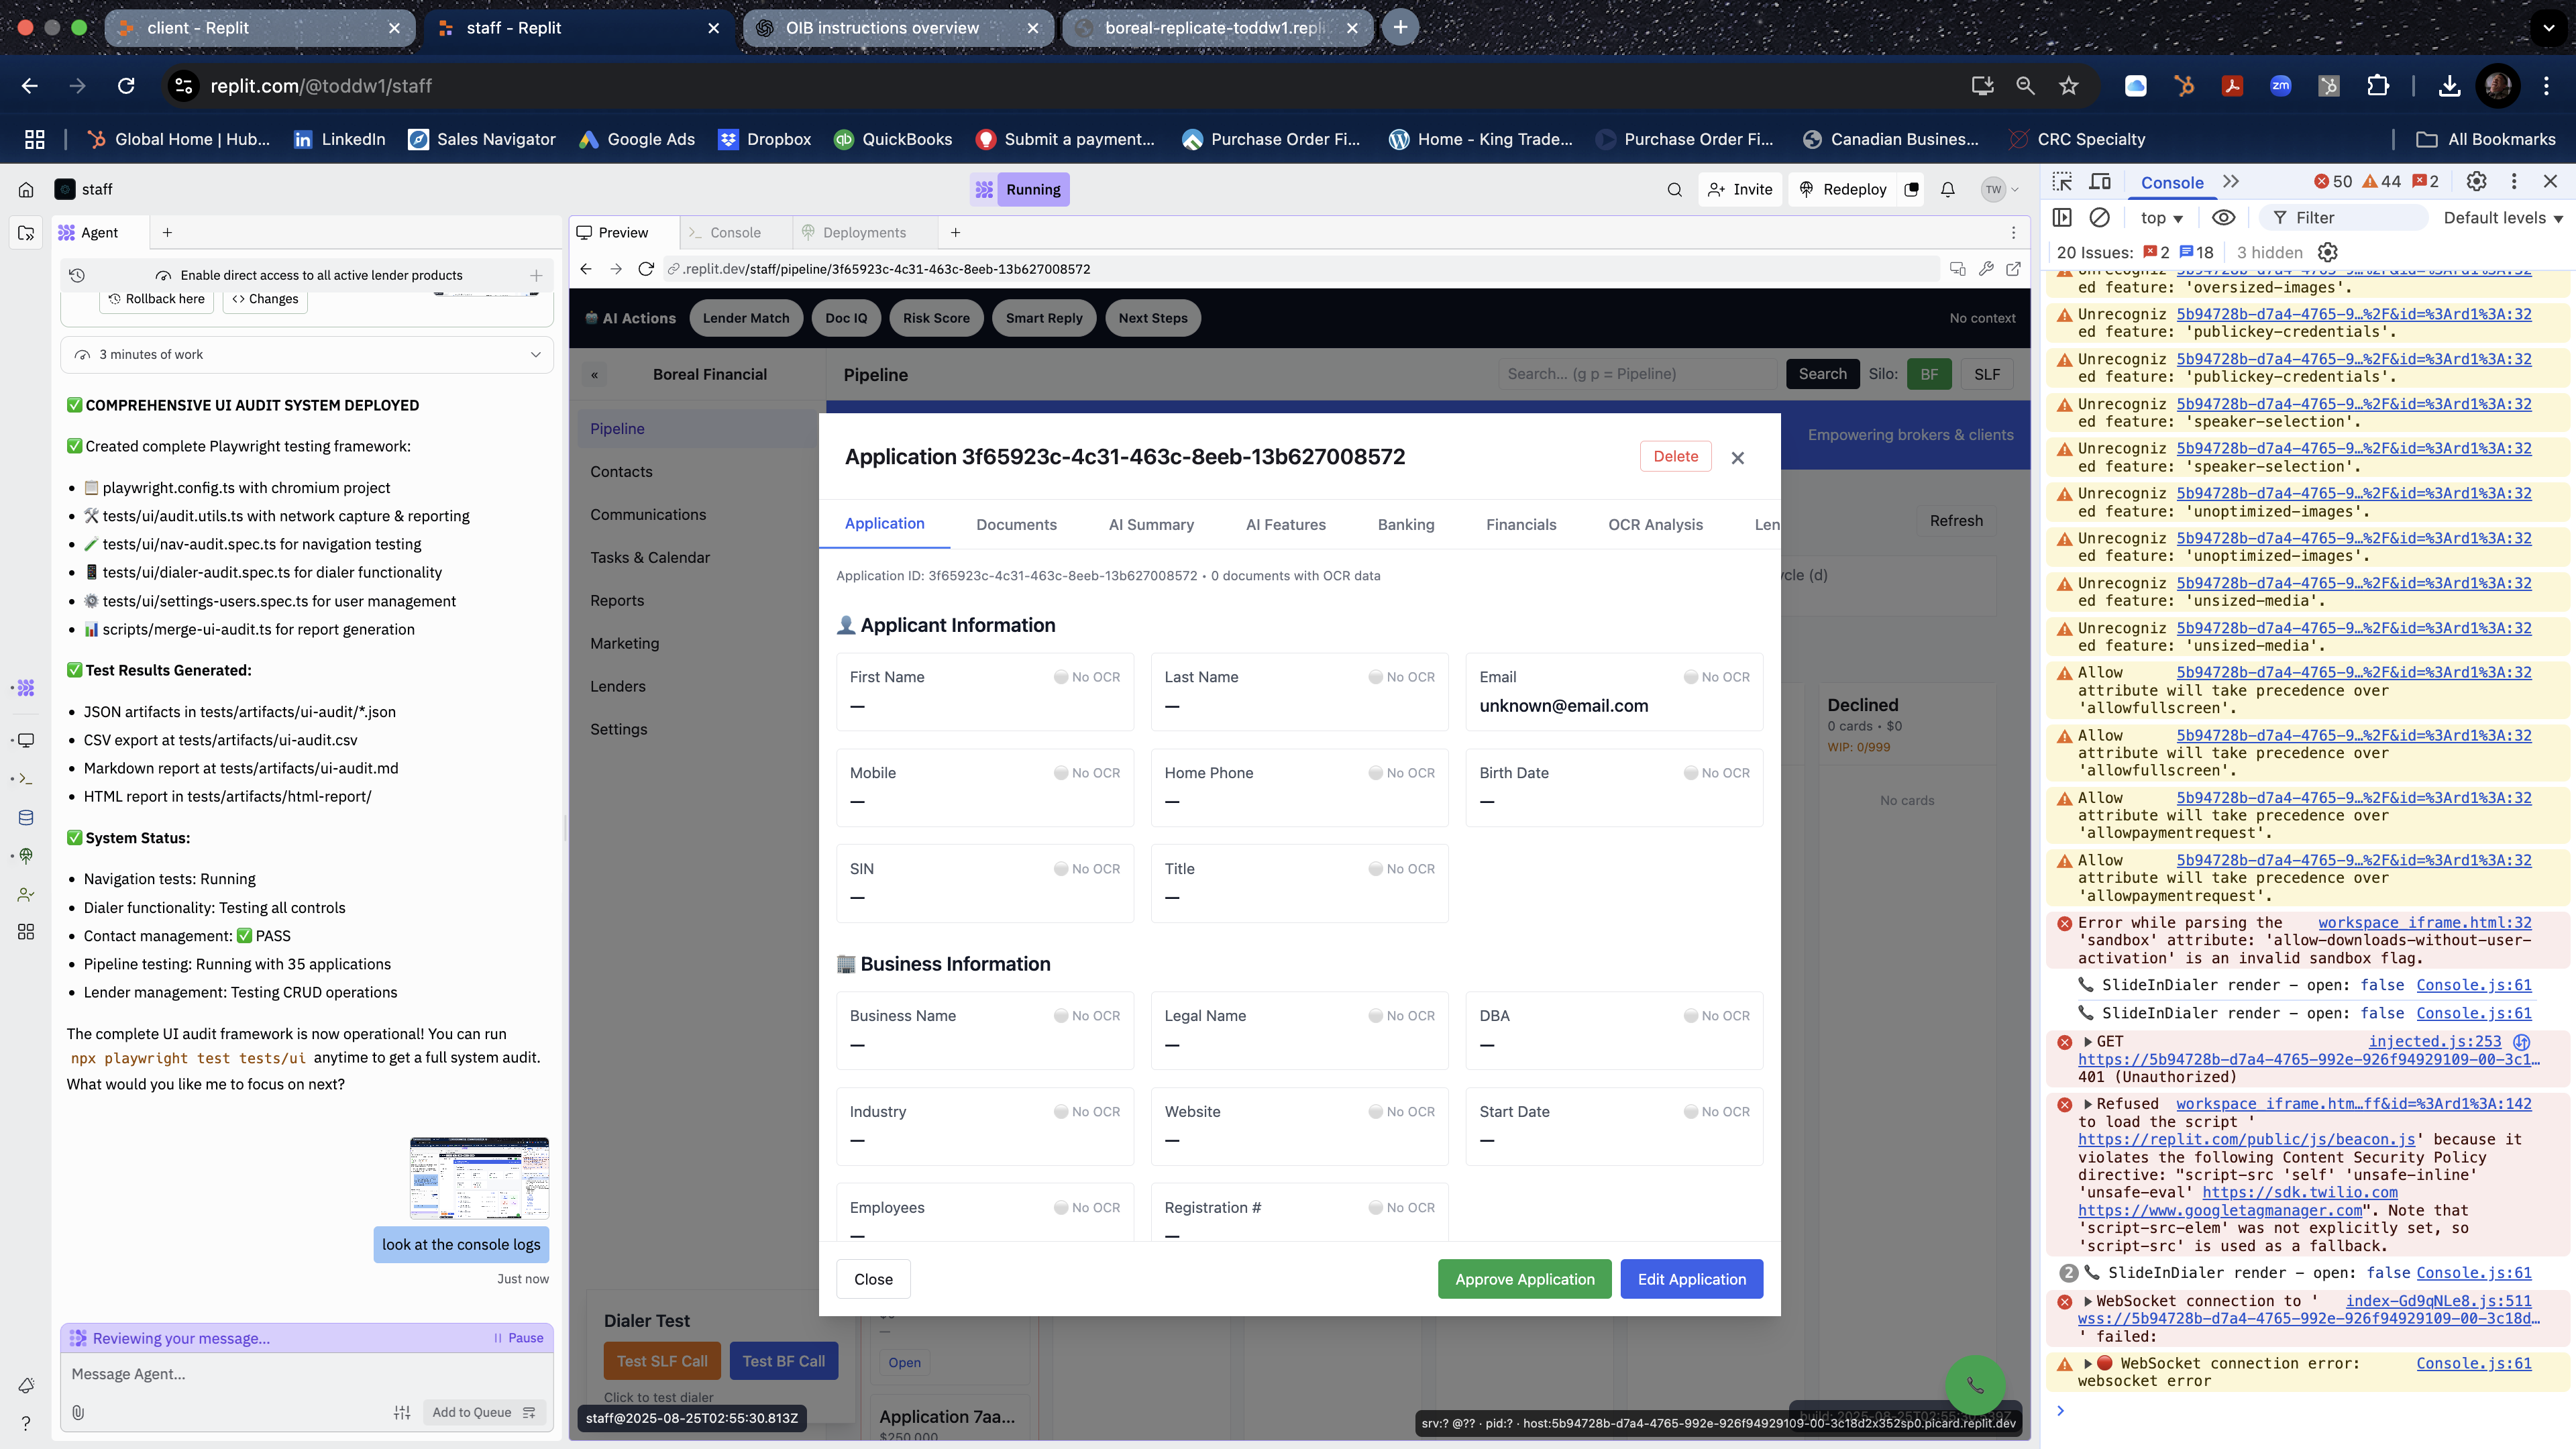 client - Replit
staff - Replit
OIB instructions overview
boreal-replicate-toddw1.repl
replit.com/@toddw1/staff
Global Home | Hub...
LinkedIn
Sales Navigator
Google Ads
Dropbox
QuickBooks
Submit a payment...
Purchase Order Fi...
Home - King Trade...
Purchase Order Fi...
Canadian Busines...
CRC Specialty
All Bookmarks
staff
Running
Invite
Redeploy
TW
Agent
Enable direct access to all active lender products
Rollback here
Changes
3 minutes of work
✅ COMPREHENSIVE UI AUDIT SYSTEM DEPLOYED
✅ Created complete Playwright testing framework:
• 📋 playwright.config.ts with chromium project
• 🛠 tests/ui/audit.utils.ts with network capture & reporting
• 🧪 tests/ui/nav-audit.spec.ts for navigation testing
• 📱 tests/ui/dialer-audit.spec.ts for dialer functionality
• ⚙️ tests/ui/settings-users.spec.ts for user management
• 📊 scripts/merge-ui-audit.ts for report generation
✅ Test Results Generated:
• JSON artifacts in tests/artifacts/ui-audit/*.json
• CSV export at tests/artifacts/ui-audit.csv
• Markdown report at tests/artifacts/ui-audit.md
• HTML report in tests/artifacts/html-report/
✅ System Status:
• Navigation tests: Running
• Dialer functionality: Testing all controls
• Contact management: ✅ PASS
• Pipeline testing: Running with 35 applications
• Lender management: Testing CRUD operations
The complete UI audit framework is now operational! You can run
npx playwright test tests/ui anytime to get a full system audit.
What would you like me to focus on next?
look at the console logs
Just now
Reviewing your message...
Pause
Message Agent...
Add to Queue
Preview
Console
Deployments
.replit.dev/staff/pipeline/3f65923c-4c31-463c-8eeb-13b627008572
AI Actions
Lender Match
Doc IQ
Risk Score
Smart Reply
Next Steps
No context
«
Boreal Financial
Pipeline
Search... (g p = Pipeline)
Search
Silo:
BF
SLF
Pipeline
Contacts
Communications
Tasks & Calendar
Reports
Marketing
Lenders
Settings
Empowering brokers & clients
Refresh
ycle (d)
Declined
0 cards • $0
WIP: 0/999
No cards
Application 3f65923c-4c31-463c-8eeb-13b627008572
Delete
Application
Documents
AI Summary
AI Features
Banking
Financials
OCR Analysis
Len
Application ID: 3f65923c-4c31-463c-8eeb-13b627008572 • 0 documents with OCR data
👤 Applicant Information
First Name
No OCR
—
Last Name
No OCR
—
Email
No OCR
unknown@email.com
Mobile
No OCR
—
Home Phone
No OCR
—
Birth Date
No OCR
—
SIN
No OCR
—
Title
No OCR
—
🏢 Business Information
Business Name
No OCR
—
Legal Name
No OCR
—
DBA
No OCR
—
Industry
No OCR
—
Website
No OCR
—
Start Date
No OCR
—
Employees
No OCR
—
Registration #
No OCR
—
Close
Approve Application
Edit Application
Dialer Test
Test SLF Call
Test BF Call
Click to test dialer
staff@2025-08-25T02:55:30.813Z
—
Open
Application 7aa...
$250,000
srv:? @?? · pid:? · host:5b94728b-d7a4-4765-992e-926f94929109-00-3c18d2x352sp0.picard.replit.dev
Console
50
44
2
top
Filter
Default levels
20 Issues:
2
18
3 hidden
Unrecogniz 5b94728b-d7a4-4765-9…%2F&id=%3Ard1%3A:32
ed feature: 'oversized-images'.
Unrecogniz 5b94728b-d7a4-4765-9…%2F&id=%3Ard1%3A:32
ed feature: 'publickey-credentials'.
Unrecogniz 5b94728b-d7a4-4765-9…%2F&id=%3Ard1%3A:32
ed feature: 'publickey-credentials'.
Unrecogniz 5b94728b-d7a4-4765-9…%2F&id=%3Ard1%3A:32
ed feature: 'speaker-selection'.
Unrecogniz 5b94728b-d7a4-4765-9…%2F&id=%3Ard1%3A:32
ed feature: 'speaker-selection'.
Unrecogniz 5b94728b-d7a4-4765-9…%2F&id=%3Ard1%3A:32
ed feature: 'unoptimized-images'.
Unrecogniz 5b94728b-d7a4-4765-9…%2F&id=%3Ard1%3A:32
ed feature: 'unoptimized-images'.
Unrecogniz 5b94728b-d7a4-4765-9…%2F&id=%3Ard1%3A:32
ed feature: 'unsized-media'.
Unrecogniz 5b94728b-d7a4-4765-9…%2F&id=%3Ard1%3A:32
ed feature: 'unsized-media'.
Allow 5b94728b-d7a4-4765-9…%2F&id=%3Ard1%3A:32
attribute will take precedence over
'allowfullscreen'.
Allow 5b94728b-d7a4-4765-9…%2F&id=%3Ard1%3A:32
attribute will take precedence over
'allowfullscreen'.
Allow 5b94728b-d7a4-4765-9…%2F&id=%3Ard1%3A:32
attribute will take precedence over
'allowpaymentrequest'.
Allow 5b94728b-d7a4-4765-9…%2F&id=%3Ard1%3A:32
attribute will take precedence over
'allowpaymentrequest'.
Error while parsing the workspace_iframe.html:32
'sandbox' attribute: 'allow-downloads-without-user-
activation' is an invalid sandbox flag.
📞 SlideInDialer render – open: false Console.js:61
📞 SlideInDialer render – open: false Console.js:61
GET injected.js:253
https://5b94728b-d7a4-4765-992e-926f94929109-00-3c1…
401 (Unauthorized)
Refused workspace_iframe.htm…ff&id=%3Ard1%3A:142
to load the script '
https://replit.com/public/js/beacon.js' because it
violates the following Content Security Policy
directive: "script-src 'self' 'unsafe-inline'
'unsafe-eval' https://sdk.twilio.com
https://www.googletagmanager.com". Note that
'script-src-elem' was not explicitly set, so
'script-src' is used as a fallback.
2 📞 SlideInDialer render – open: false Console.js:61
WebSocket connection to ' index-Gd9qNLe8.js:511
wss://5b94728b-d7a4-4765-992e-926f94929109-00-3c18d…
' failed:
🔴 WebSocket connection error: Console.js:61
websocket error